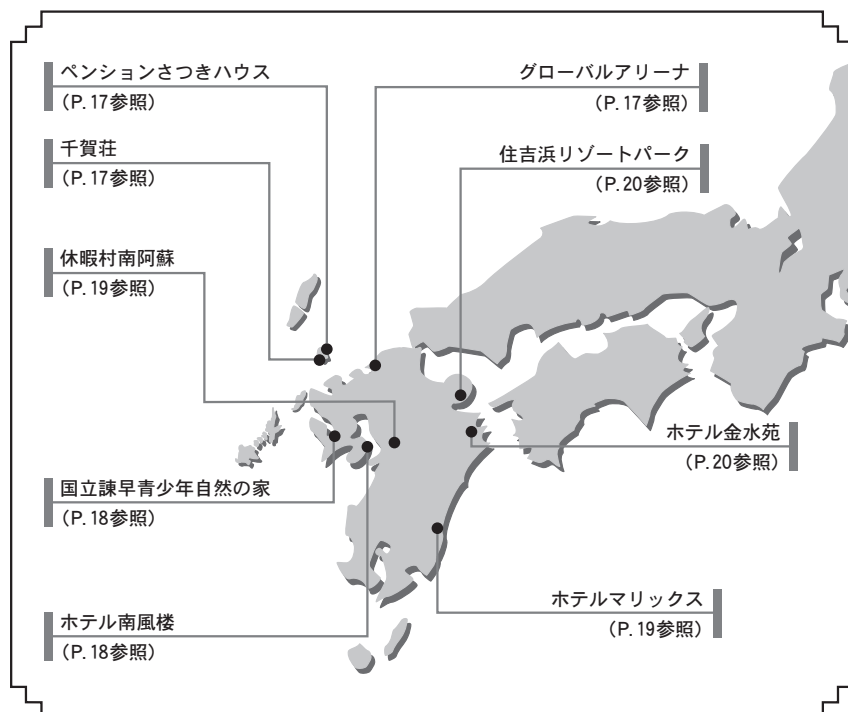 ペンションさつきハウス
(P.17参照)
千賀荘
(P.17参照)
休暇村南阿蘇
(P.19参照)
国立諫早青少年自然の家
(P.18参照)
ホテル南風楼
(P.18参照)
グローバルアリーナ
(P.17参照)
住吉浜リゾートパーク
(P.20参照)
ホテル金水苑
(P.20参照)
ホテルマリックス
(P.19参照)